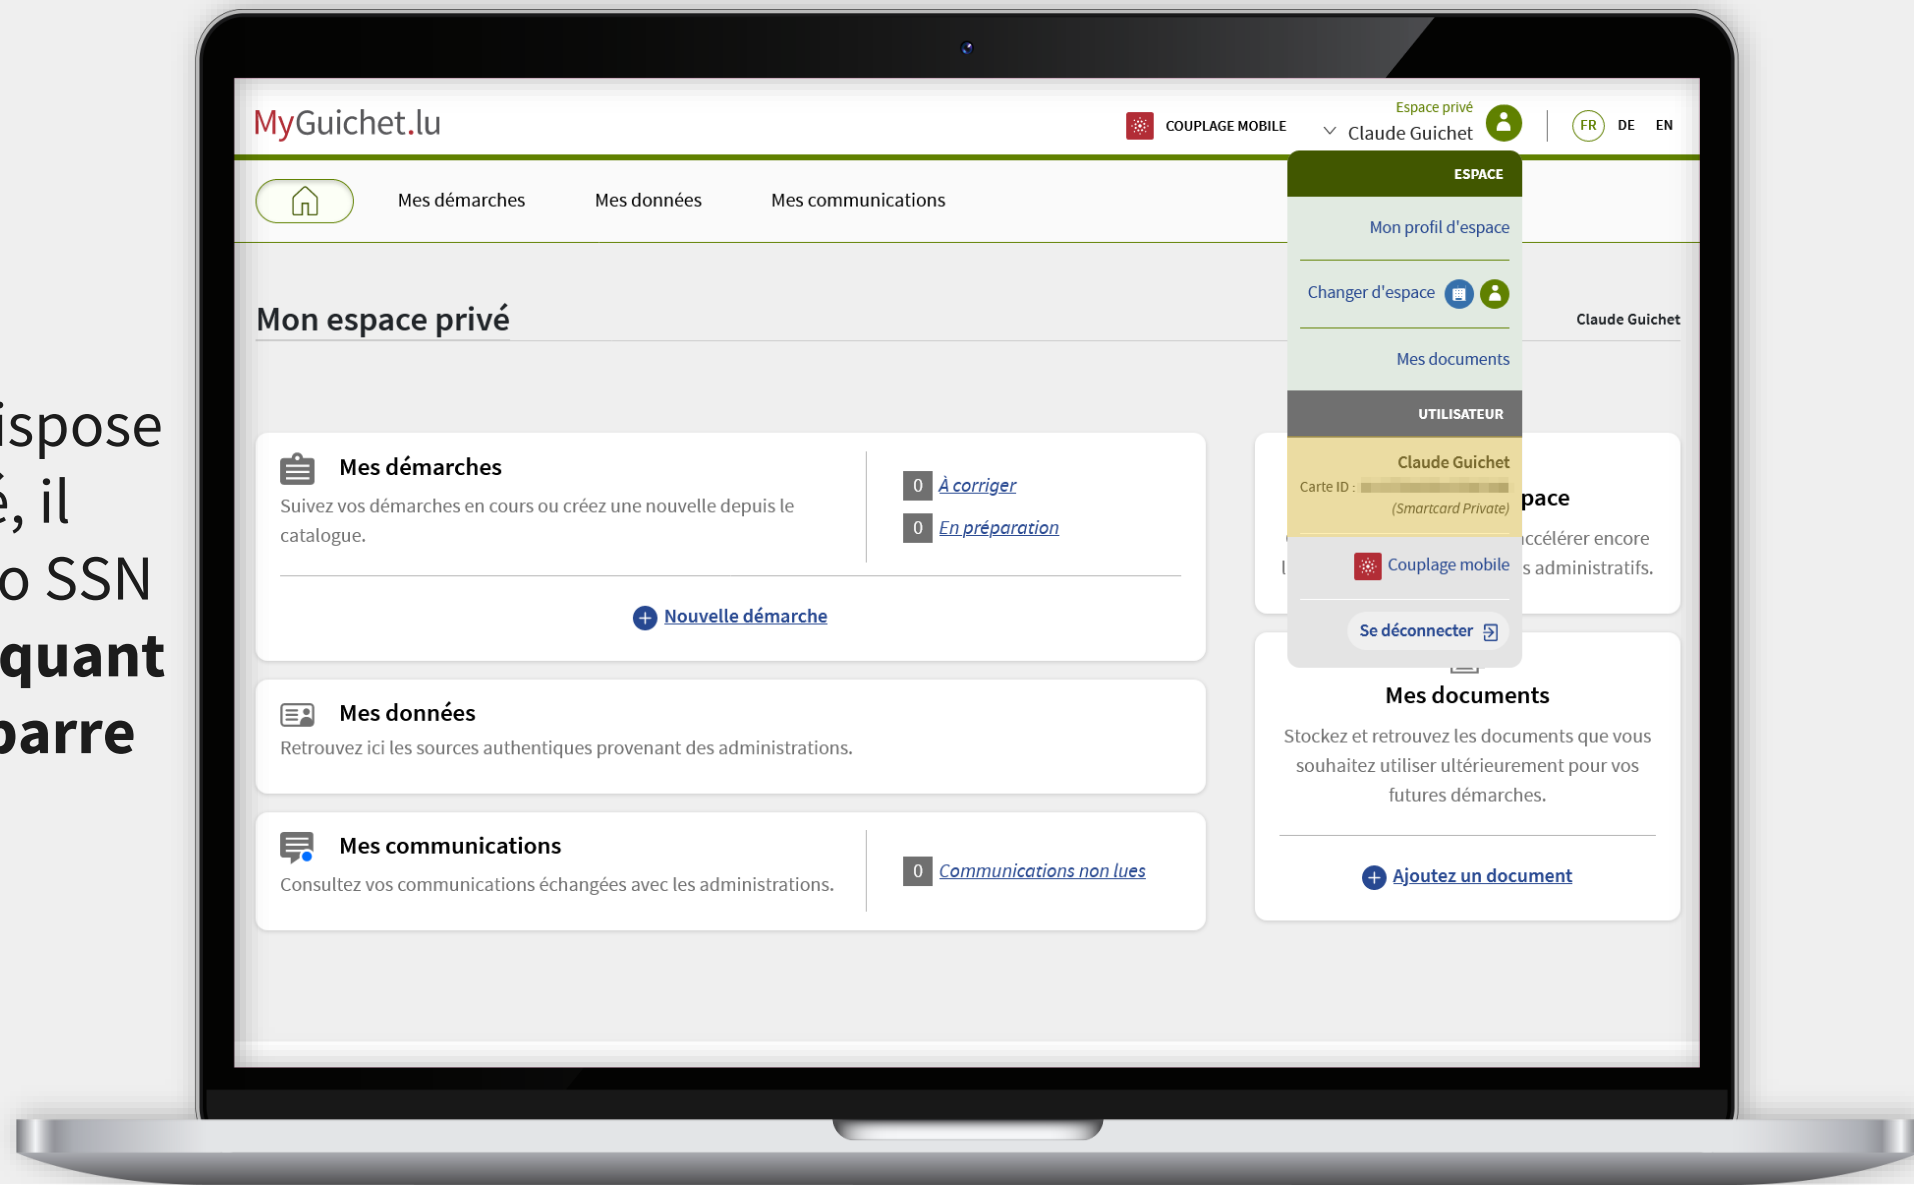 ispose
é, il
o SSN
quant
barre
MyGuichet.lu
COUPLAGE MOBILE
Espace privé
Claude Guichet
FR DE EN
Mes démarches Mes données Mes communications
ESPACE
Mon profil d'espace
Changer d'espace
Mes documents
UTILISATEUR
Claude Guichet
Carte ID :
(Smartcard Private)
Couplage mobile
Se déconnecter
Mon espace privé
Claude Guichet
Mes démarches
Suivez vos démarches en cours ou créez une nouvelle depuis le
catalogue.
0 À corriger
0 En préparation
Nouvelle démarche
Mes données
Retrouvez ici les sources authentiques provenant des administrations.
Mes communications
Consultez vos communications échangées avec les administrations.
0 Communications non lues
pace
ccélérer encore
s administratifs.
Mes documents
Stockez et retrouvez les documents que vous
souhaitez utiliser ultérieurement pour vos
futures démarches.
Ajoutez un document